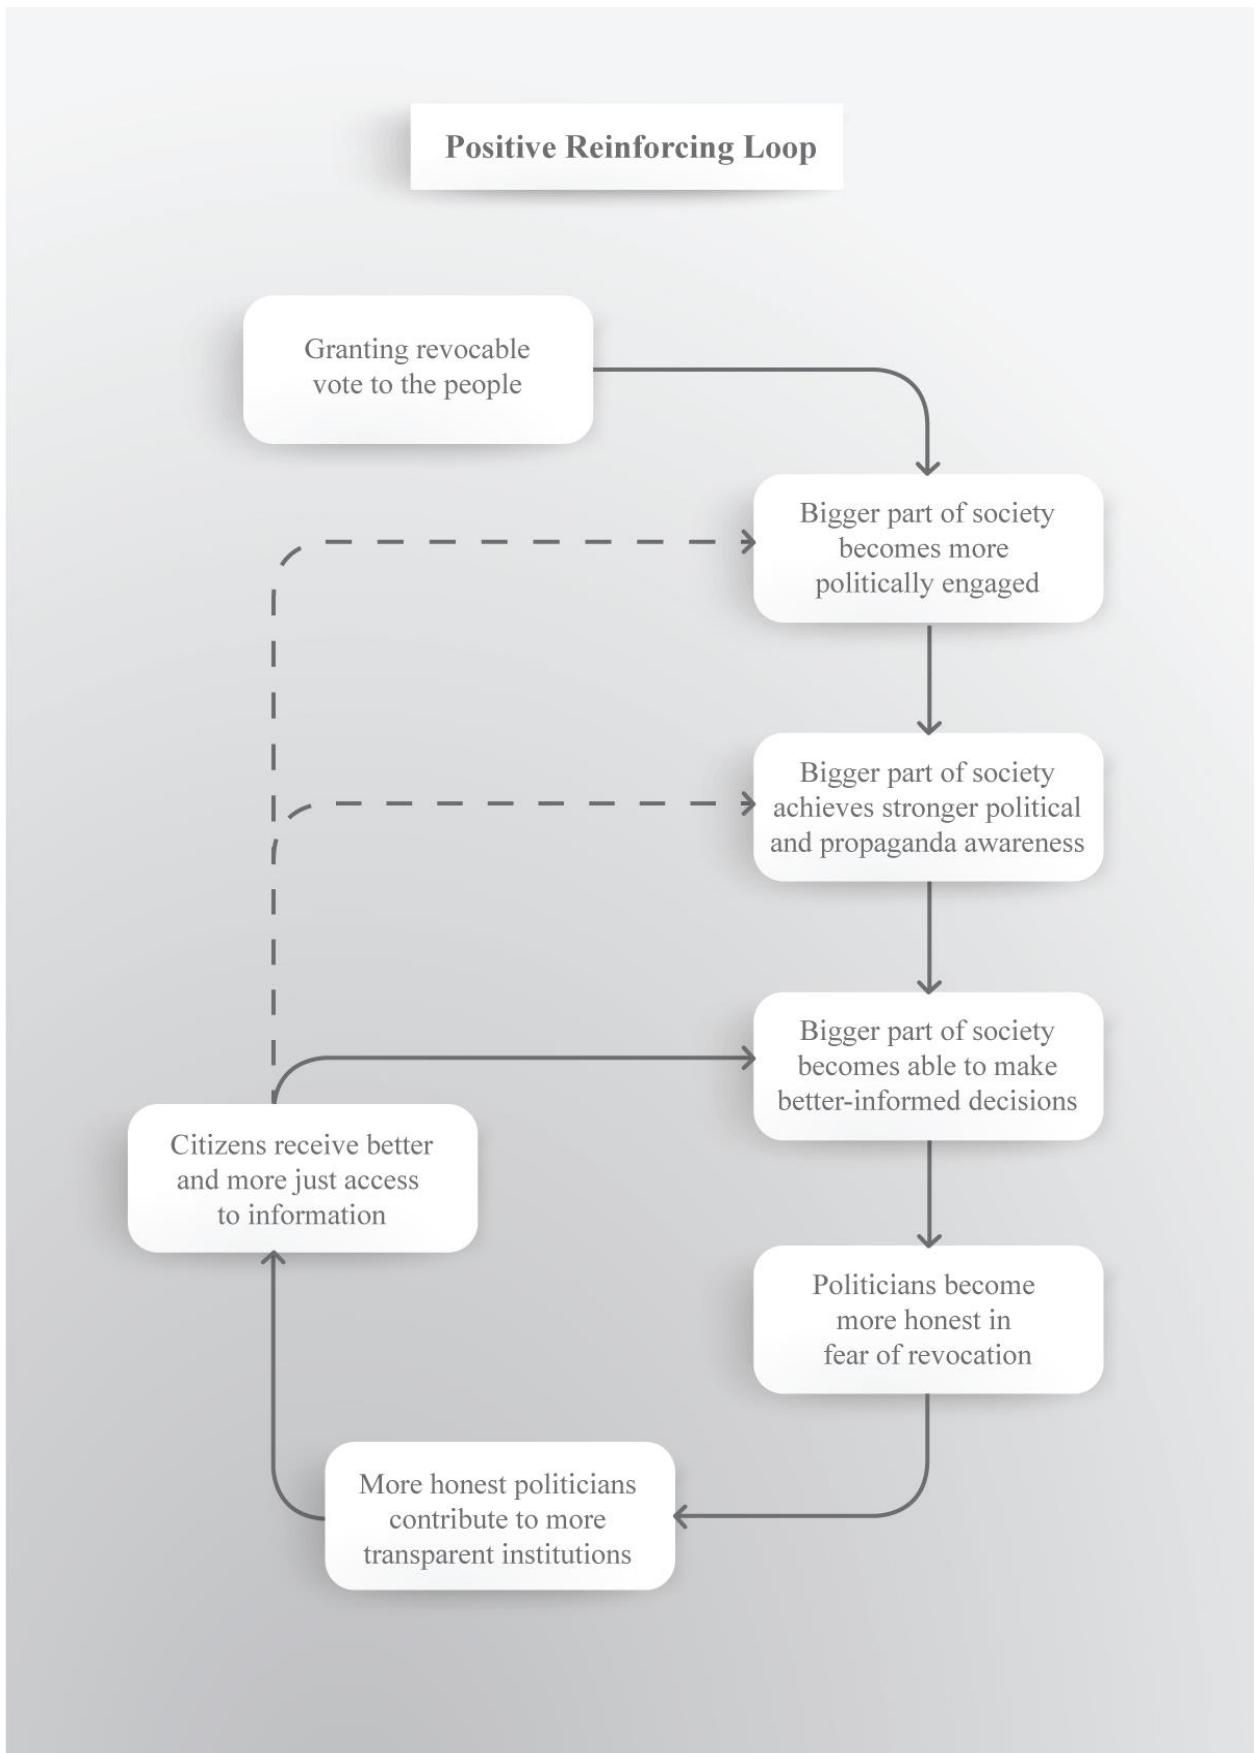 Positive Reinforcing Loop
Granting revocable
vote to the people
Bigger part of society
becomes more
politically engaged
Bigger part of society
achieves stronger political
and propaganda awareness
Bigger part of society
becomes able to make
better-informed decisions
Citizens receive better
and more just access
to information
Politicians become
more honest in
fear of revocation
More honest politicians
contribute to more
transparent institutions